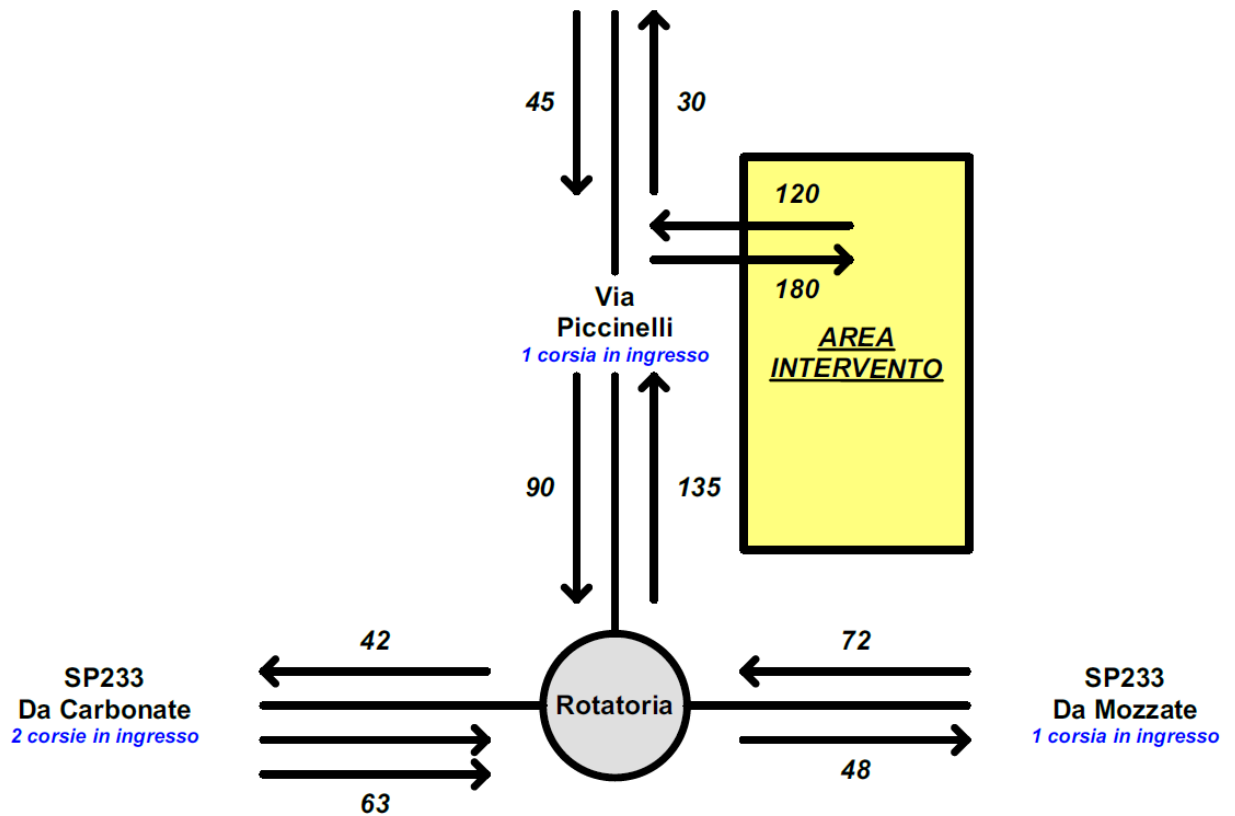 45
30
120
180
Via
Piccinelli
1 corsia in ingresso
AREA
INTERVENTO
90
135
42
72
SP233
Da Carbonate
2 corsie in ingresso
Rotatoria
SP233
Da Mozzate
1 corsia in ingresso
63
48